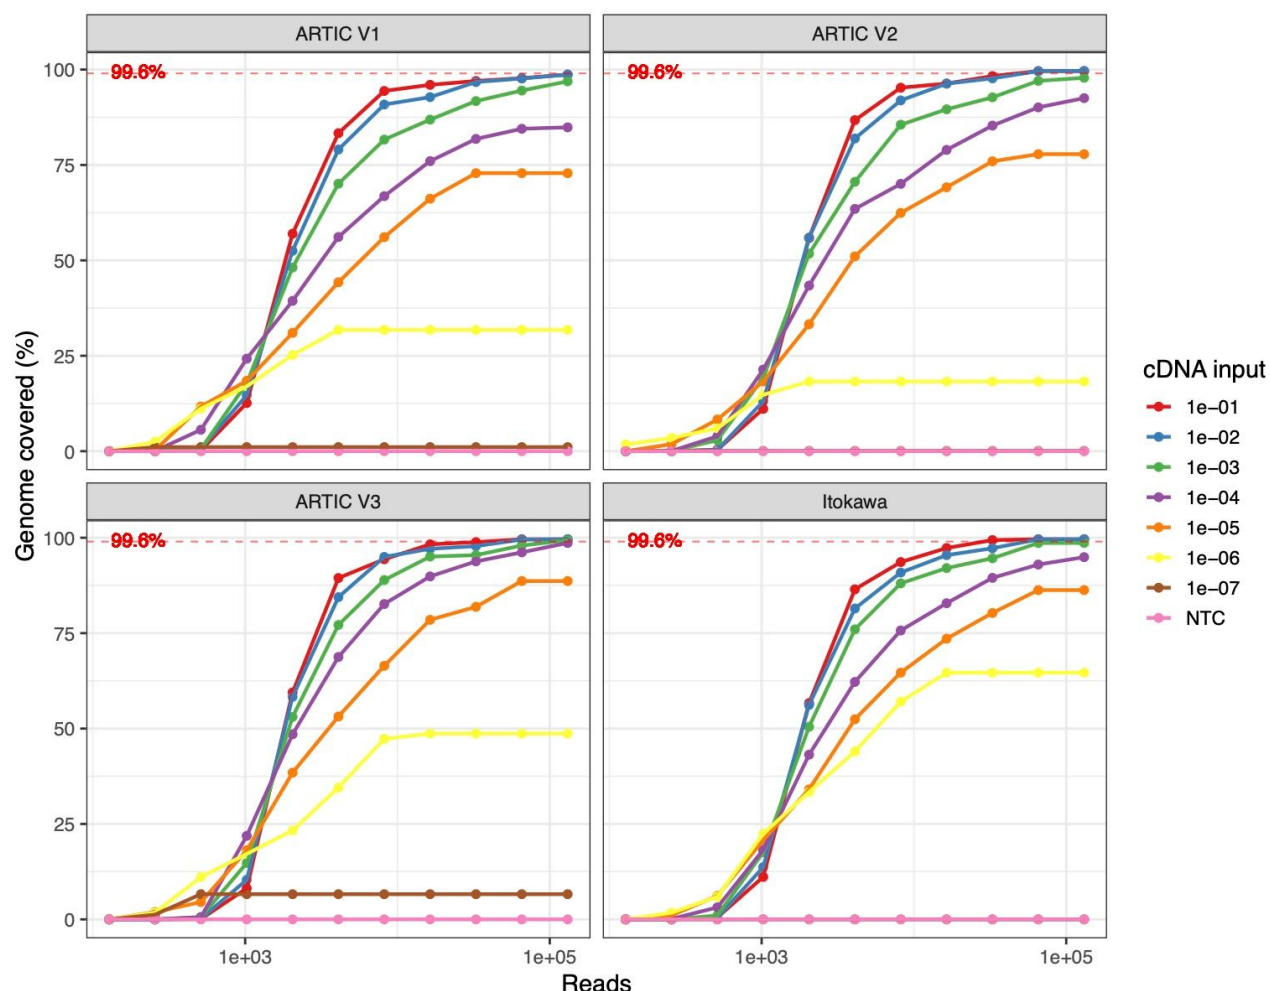 ARTIC V1
ARTIC V2
99.6%
99.6%
100
75
50
25
0
ARTIC V3
Itokawa
99.6%
99.6%
100
75
50
25
0
1e+03
1e+05
1e+03
1e+05
Reads
Genome covered (%)
cDNA input
1e−01
1e−02
1e−03
1e−04
1e−05
1e−06
1e−07
NTC